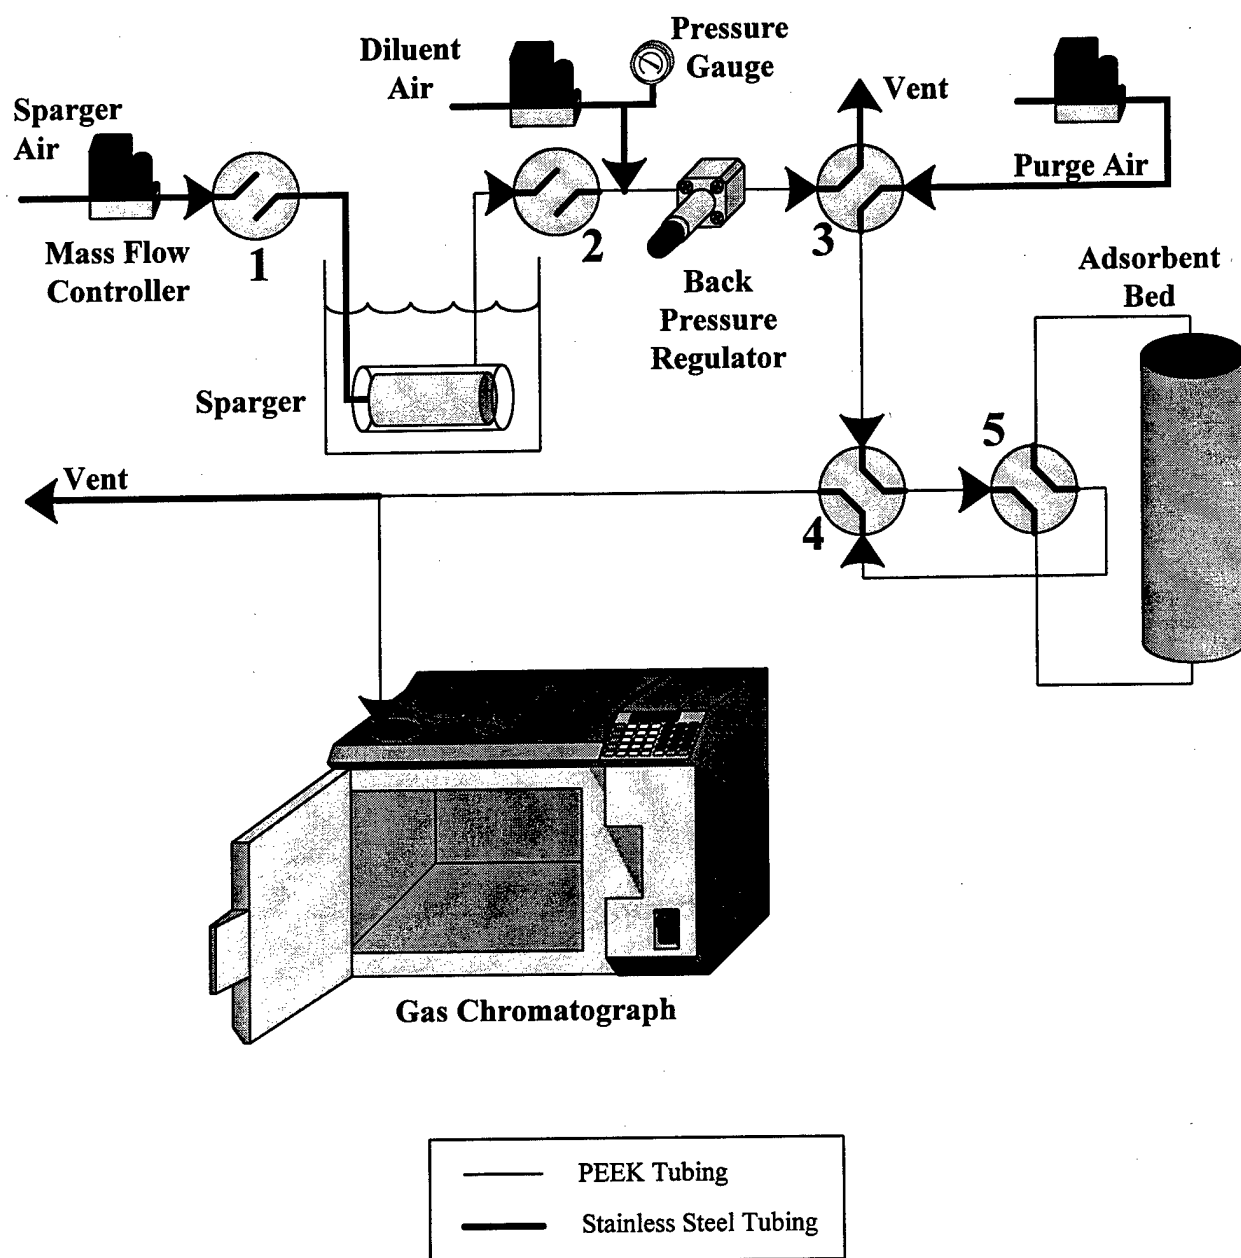 Diluent
Air
Pressure
Gauge
Vent
Sparger
Air
Purge Air
Mass Flow
Controller
1
2
3
Back
Pressure
Regulator
Adsorbent
Bed
Sparger
5
Vent
4
Gas Chromatograph
PEEK Tubing
Stainless Steel Tubing